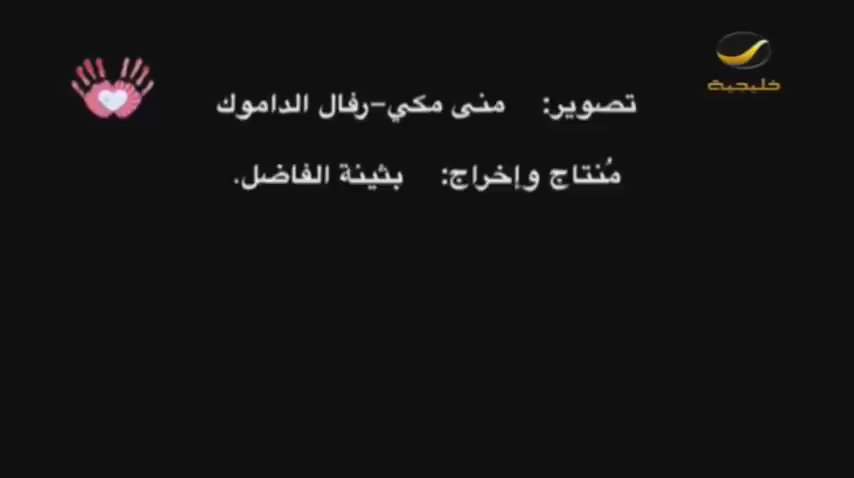 خليجية
تصوير: منى مكي-رفال الداموك
مُنتاج وإخراج: بثينة الفاضل.